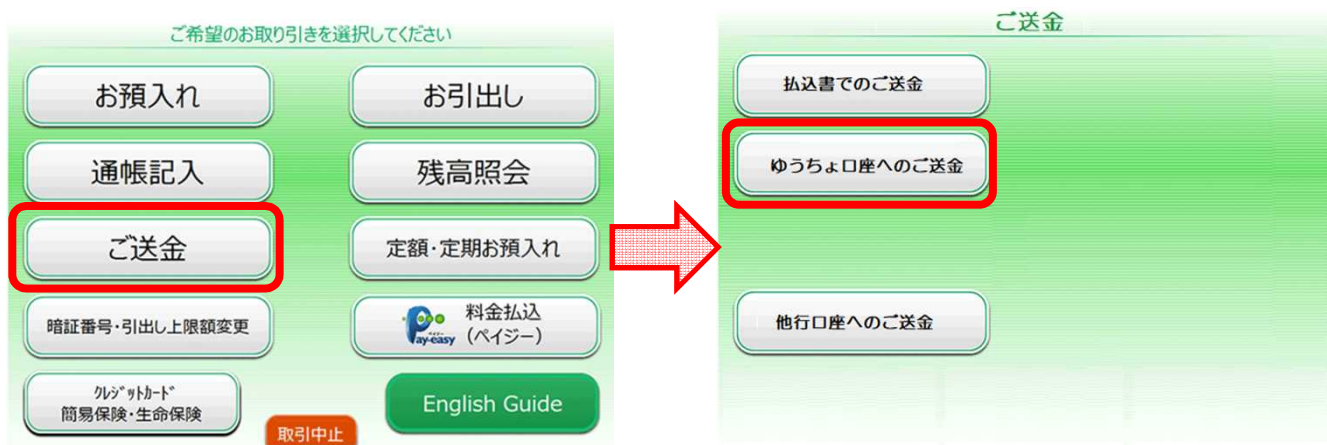 ご希望のお取り引きを選択してください
お預入れ
お引出し
通帳記入
残高照会
ご送金
定額・定期お預入れ
暗証番号・引出し上限額変更
ペイジー
Pay-easy
料金払込
(ペイジー)
クレジットカード
簡易保険・生命保険
取引中止
English Guide
ご送金
払込書でのご送金
ゆうちょ口座へのご送金
他行口座へのご送金